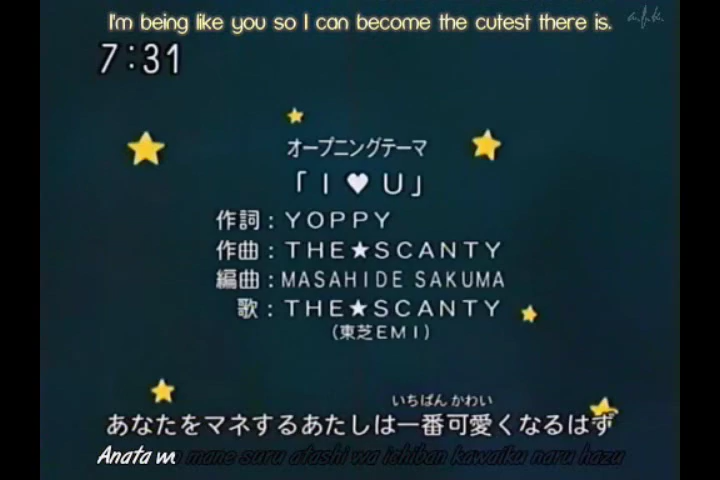 I'm being like you so I can become the cutest there is.
a.f.k.
7:31
オープニングテーマ
「I♥U」
作詞：YOPPY
作曲：THE★SCANTY
編曲：MASAHIDE SAKUMA
歌：THE★SCANTY
(東芝EMI)
いちばん かわい
あなたをマネするあたしは一番可愛くなるはず
Anata wo mane suru atashi wa ichiban kawaiku naru hazu